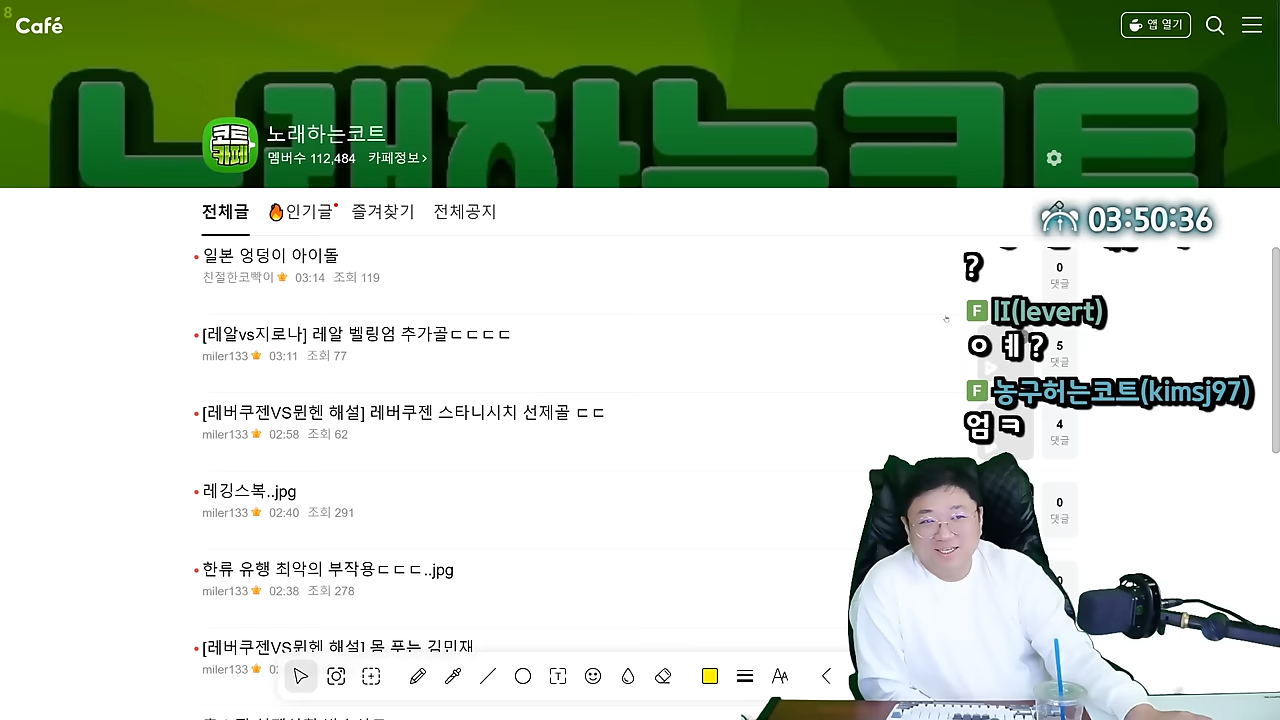 8
Café
앱 열기
노래하는코트
노래하는코트
멤버수 112,484 카페정보 ›
코트
카페
전체글 🔥인기글 즐겨찾기 전체공지
03:50:36
일본 엉덩이 아이돌
친절한코빡이 03:14 조회 119
0
댓글
?
F lI(levert)
ㅇ톄?
[레알vs지로나] 레알 벨링엄 추가골ㄷㄷㄷㄷ
miler133 03:11 조회 77
5
댓글
F 농구허는코트(kimsj97)
엄ㅋ
[레버쿠젠VS뮌헨 해설] 레버쿠젠 스타니시치 선제골 ㄷㄷ
miler133 02:58 조회 62
4
댓글
레깅스복..jpg
miler133 02:40 조회 291
0
댓글
한류 유행 최악의 부작용ㄷㄷㄷ..jpg
miler133 02:38 조회 278
[레버쿠젠VS뮌헨 해설] 몸 푸는 김민재
miler133